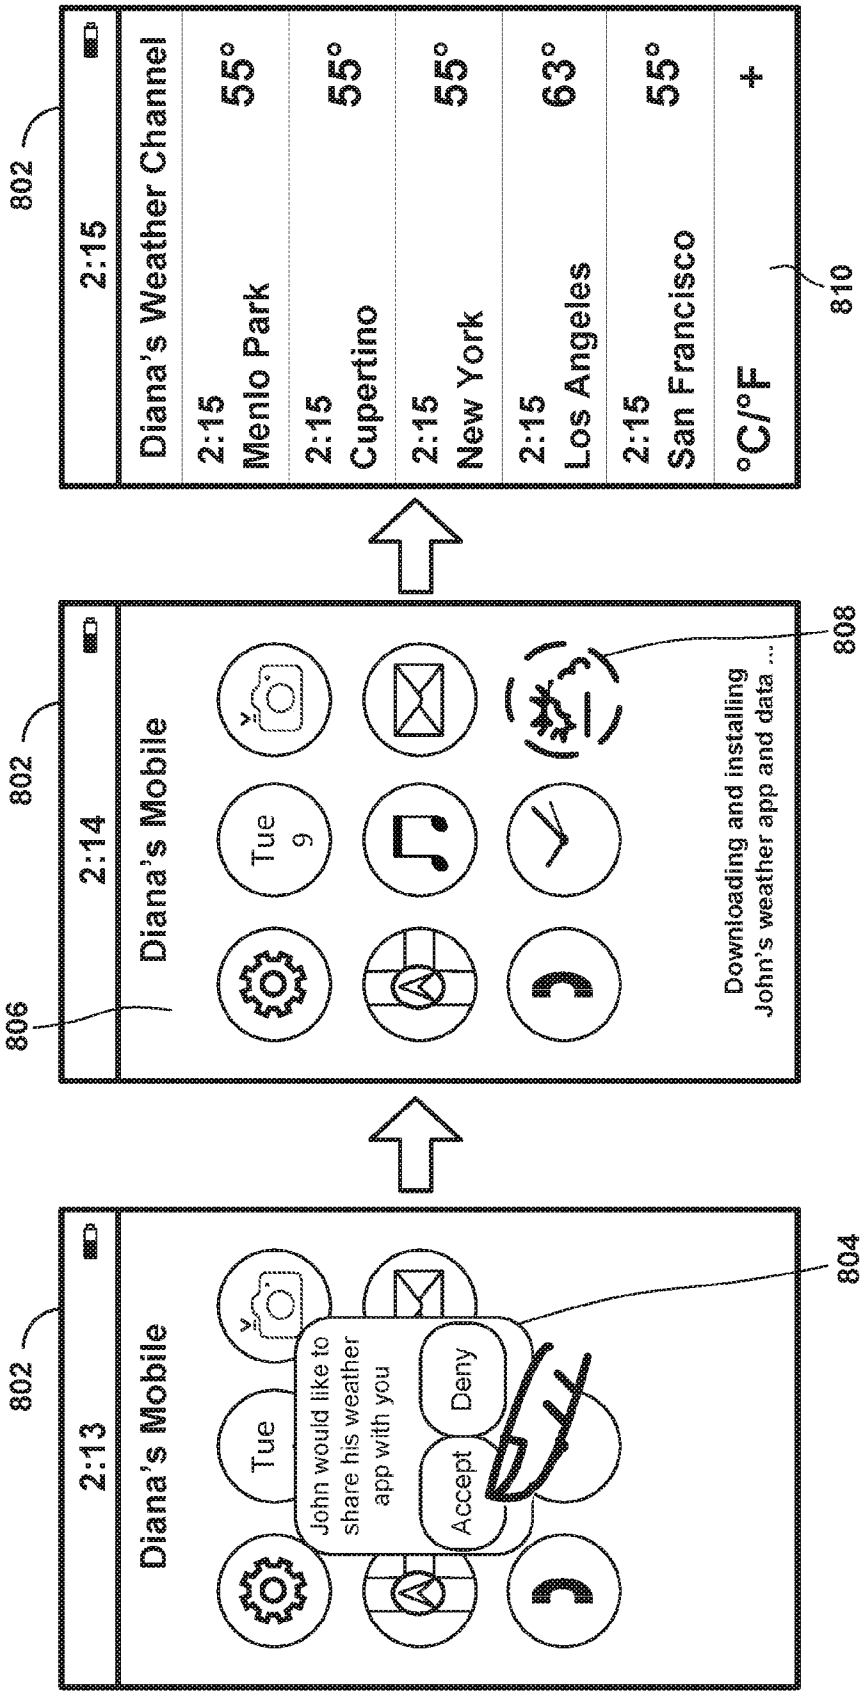 802
2:13
Diana's Mobile
Tue
John would like to
share his weather
app with you
Accept
Deny
804
802
2:14
806
Diana's Mobile
Tue
9
Downloading and installing
John's weather app and data ...
808
802
2:15
Diana's Weather Channel
2:15
Menlo Park
55°
2:15
Cupertino
55°
2:15
New York
55°
2:15
Los Angeles
63°
2:15
San Francisco
55°
°C/°F
+
810